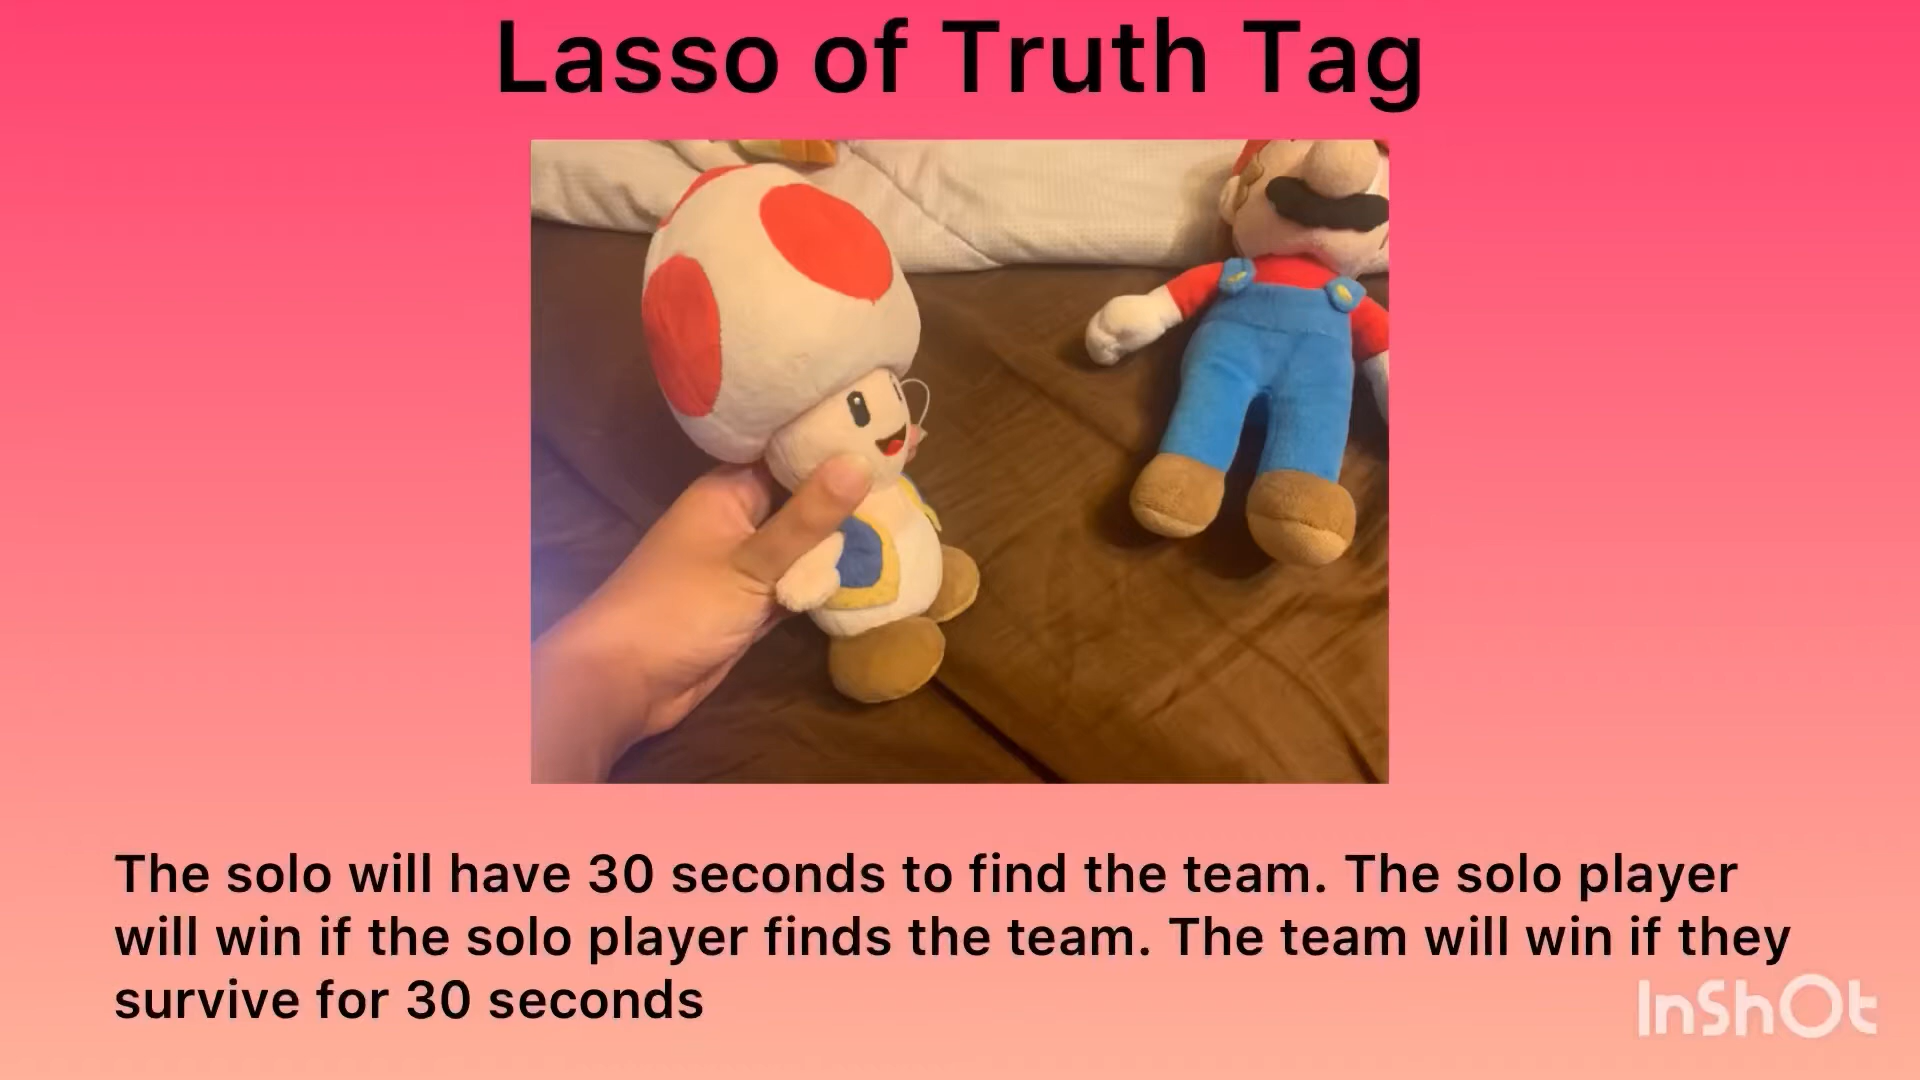 Lasso of Truth Tag
The solo will have 30 seconds to find the team. The solo player
will win if the solo player finds the team. The team will win if they
survive for 30 seconds
InShOt